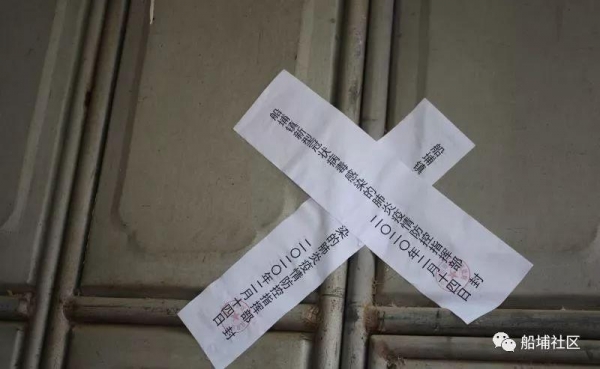 船埔镇新型冠状病毒感染的肺炎疫情防控指挥部 封
二〇二〇年二月十四日
船埔镇
染的肺炎疫情防控指挥部 封
二〇二〇年二月十四日
船埔社区